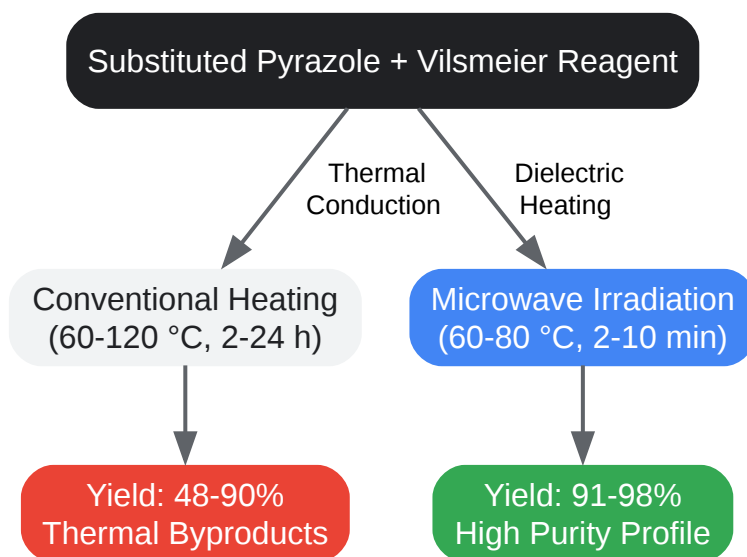 Substituted Pyrazole + Vilsmeier Reagent
Thermal
Conduction
Dielectric
Heating
Conventional Heating
(60-120 °C, 2-24 h)
Microwave Irradiation
(60-80 °C, 2-10 min)
Yield: 48-90%
Thermal Byproducts
Yield: 91-98%
High Purity Profile